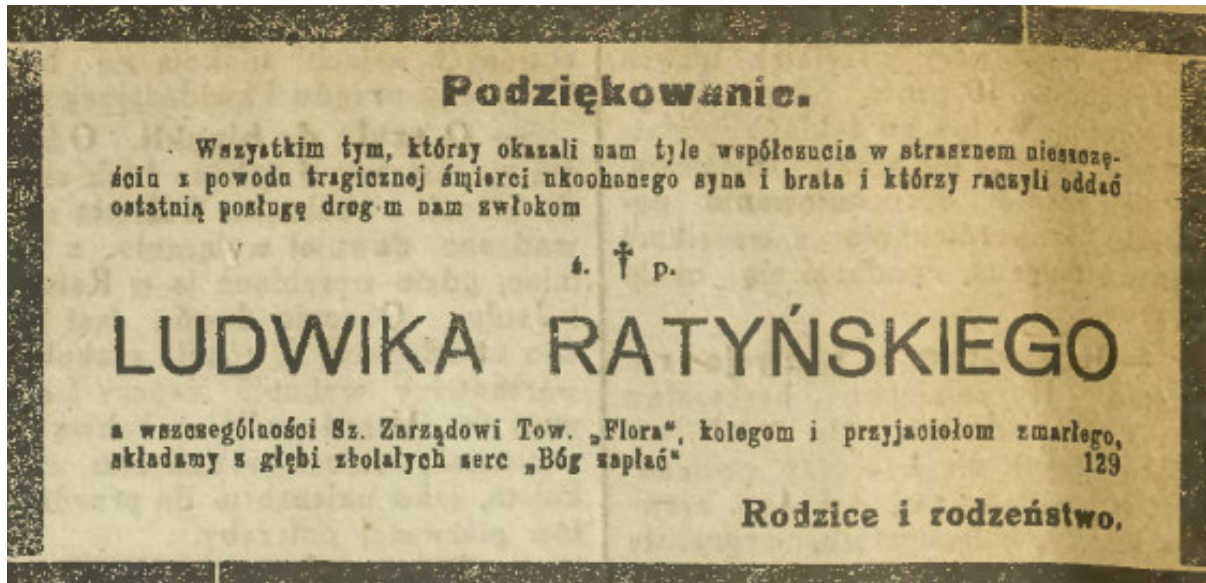 Podziękowanie.
Wszystkim tym, którzy okazali nam tyle współczucia w strasznem nieszczę-
ściu z powodu tragicznej śmierci ukochanego syna i brata i którzy raczyli oddać
ostatnią posługę drogim nam zwłokom
ś. † p.
LUDWIKA RATYŃSKIEGO
a wszczególności Sz. Zarządowi Tow. „Flora“, kolegom i przyjaciołom zmarłego,
składamy z głębi zbolałych serc „Bóg zapłać“ 129
Rodzice i rodzeństwo.